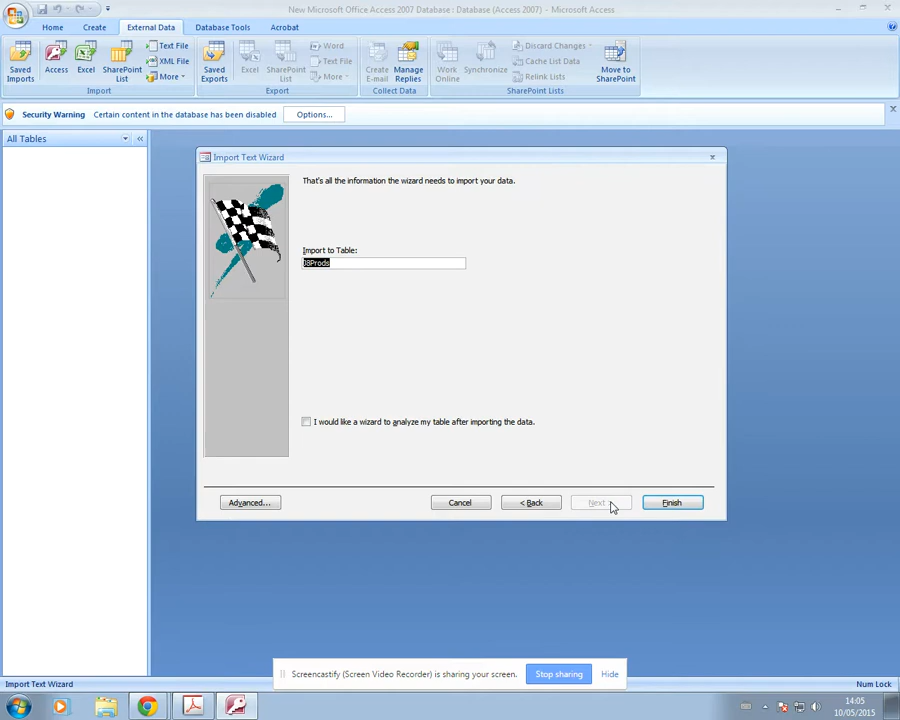 New Microsoft Office Access 2007 Database : Database (Access 2007) - Microsoft Access
Home Create External Data Database Tools Acrobat
Saved Imports
Access
Excel
SharePoint List
Text File
XML File
More
Import
Saved Exports
Excel
SharePoint List
Word
Text File
More
Export
Create E-mail
Manage Replies
Collect Data
Work Online
Synchronize
Discard Changes
Cache List Data
Relink Lists
Move to SharePoint
SharePoint Lists
Security Warning Certain content in the database has been disabled Options...
All Tables
Import Text Wizard
That's all the information the wizard needs to import your data.
Import to Table:
I would like a wizard to analyze my table after importing the data.
Advanced... Cancel < Back Next Finish
Screencastify (Screen Video Recorder) is sharing your screen. Stop sharing Hide
Import Text Wizard Num Lock
14:05
10/05/2015